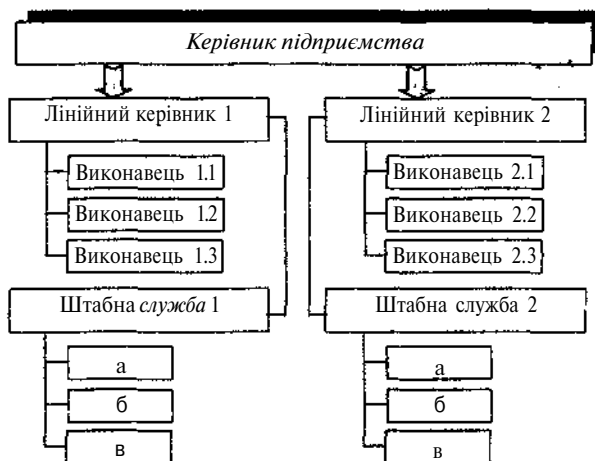 Керівник підприємства
Лінійний керівник 1
Лінійний керівник 2
Виконавець 1.1
Виконавець 1.2
Виконавець 1.3
Виконавець 2.1
Виконавець 2.2
Виконавець 2.3
Штабна служба 1
Штабна служба 2
а
б
в
а
б
в